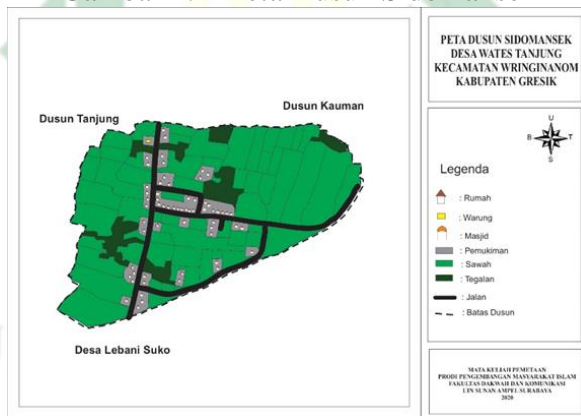 PETA DUSUN SIDOMANSEK
DESA WATES TANJUNG
KECAMATAN WRINGINANOM
KABUPATEN GRESIK
Dusun Kauman
Dusun Tanjung
Desa Lebani Suko
U
B
T
S
Legenda
: Rumah
: Warung
: Masjid
: Pemukiman
: Sawah
: Tegalan
: Jalan
: Batas Dusun
MATA KULIAH PEMETAAN
PRODI PENGEMBANGAN MASYARAKAT ISLAM
FAKULTAS DAKWAH DAN KOMUNIKASI
UIN SUNAN AMPEL SURABAYA
2020